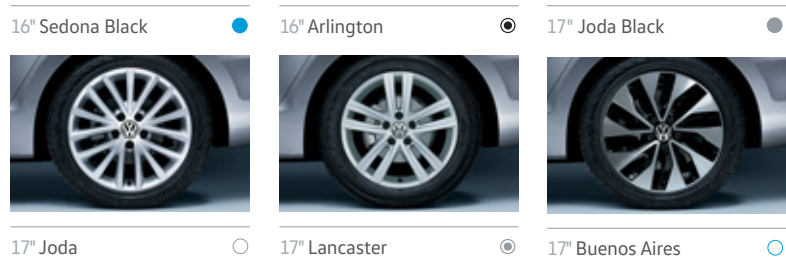 16" Sedona Black
16" Arlington
17" Joda Black
17" Joda
17" Lancaster
17" Buenos Aires